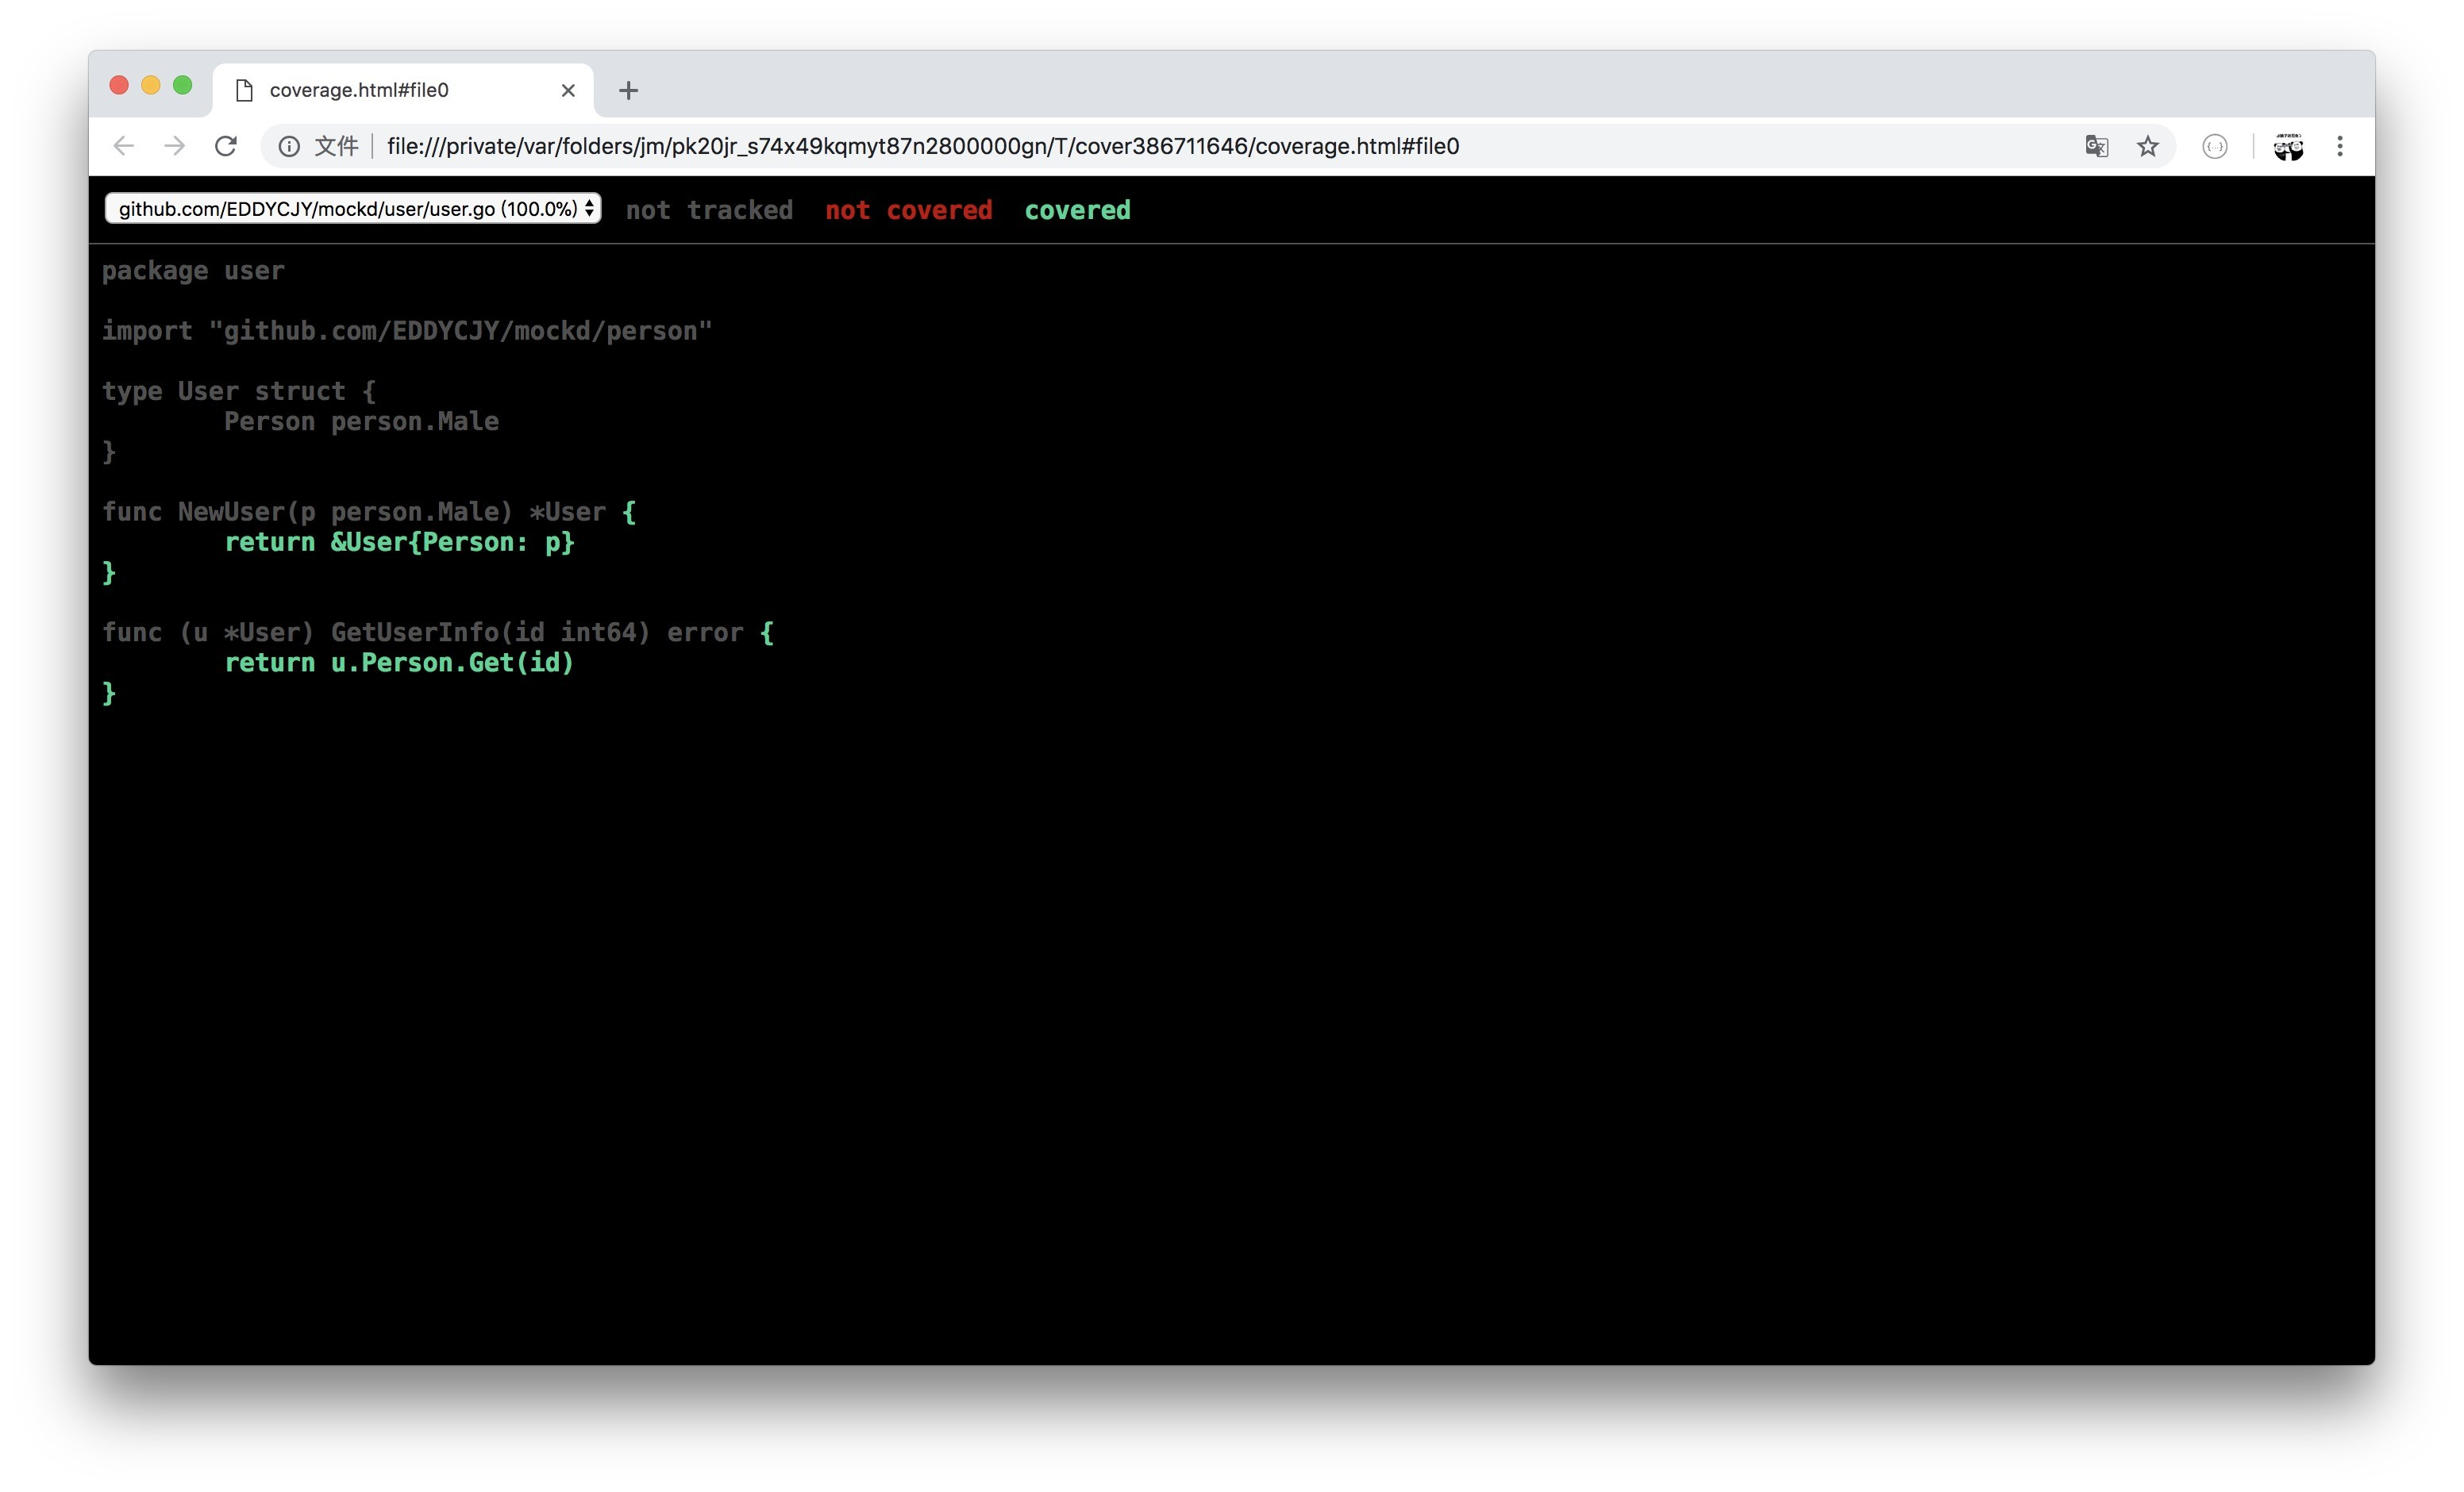 coverage.html#file0
文件 file:///private/var/folders/jm/pk20jr_s74x49kqmyt87n2800000gn/T/cover386711646/coverage.html#file0
github.com/EDDYCJY/mockd/user/user.go (100.0%) not tracked not covered covered
package user
import "github.com/EDDYCJY/mockd/person"
type User struct {
Person person.Male
}
func NewUser(p person.Male) *User {
return &User{Person: p}
}
func (u *User) GetUserInfo(id int64) error {
return u.Person.Get(id)
}